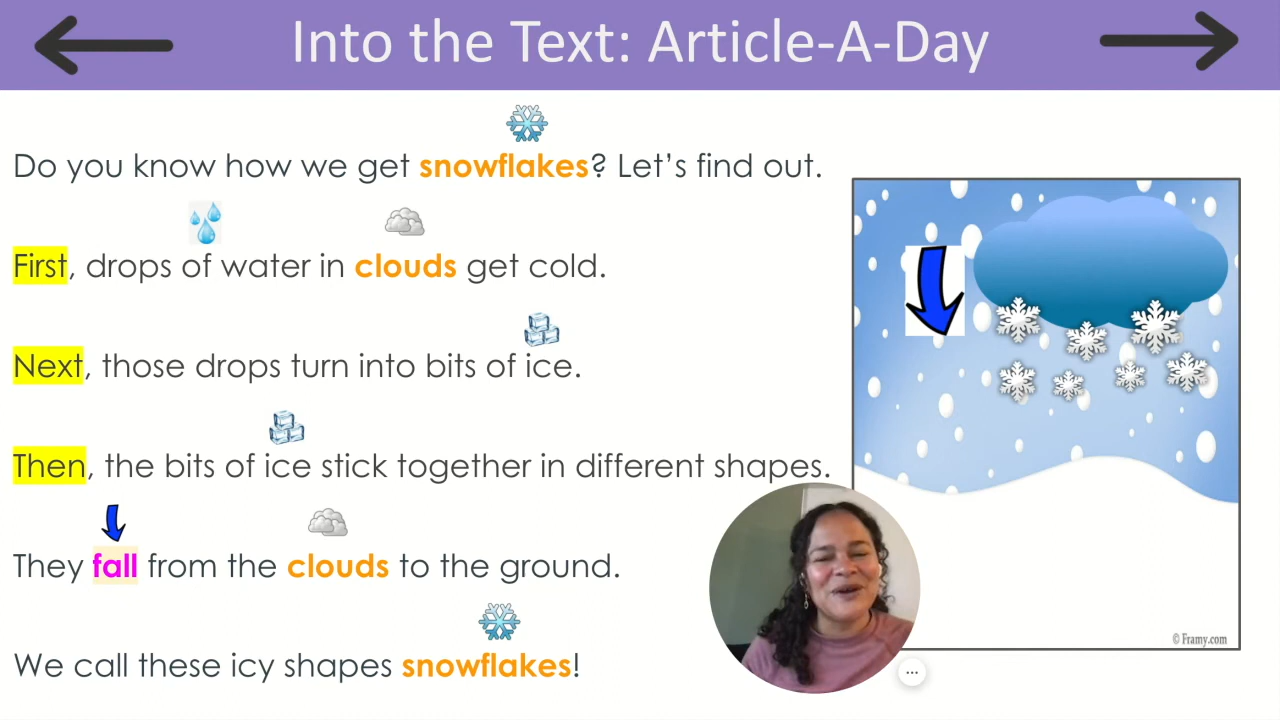 Into the Text: Article-A-Day
Do you know how we get snowflakes? Let’s find out.
First, drops of water in clouds get cold.
Next, those drops turn into bits of ice.
Then, the bits of ice stick together in different shapes.
They fall from the clouds to the ground.
We call these icy shapes snowflakes!
© Framy.com